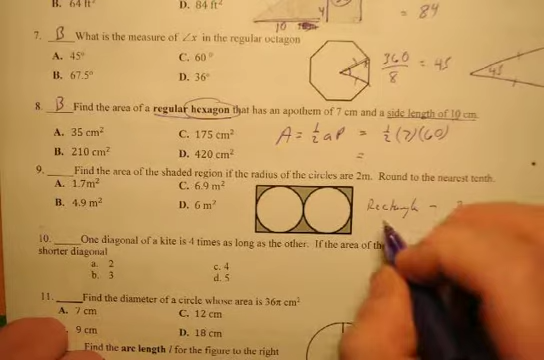 B. 64 ft² D. 84 ft² = 84
10
7. B What is the measure of ∠x in the regular octagon
A. 45° C. 60° 360/8 = 45 45
B. 67.5° D. 36°
8. B Find the area of a regular hexagon that has an apothem of 7 cm and a side length of 10 cm.
A. 35 cm² C. 175 cm² A = ½ aP = ½(7)(60)
B. 210 cm² D. 420 cm² =
9. ____ Find the area of the shaded region if the radius of the circles are 2m. Round to the nearest tenth.
A. 1.7m² C. 6.9 m²
B. 4.9 m² D. 6 m² Rectangle -
10. ____ One diagonal of a kite is 4 times as long as the other. If the area of
shorter diagonal
a. 2 c. 4
b. 3 d. 5
11. ____ Find the diameter of a circle whose area is 36π cm²
A. 7 cm C. 12 cm
9 cm D. 18 cm
Find the arc length l for the figure to the right